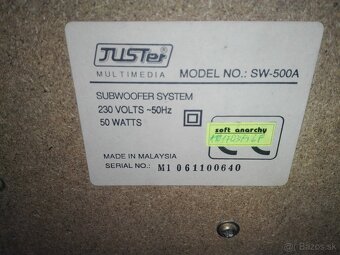 JUSTer
MULTIMEDIA
MODEL NO.: SW-500A
SUBWOOFER SYSTEM
230 VOLTS ~50Hz
50 WATTS
soft anarchy
MADE IN MALAYSIA
SERIAL NO.: M1 061100640
Bazos.sk